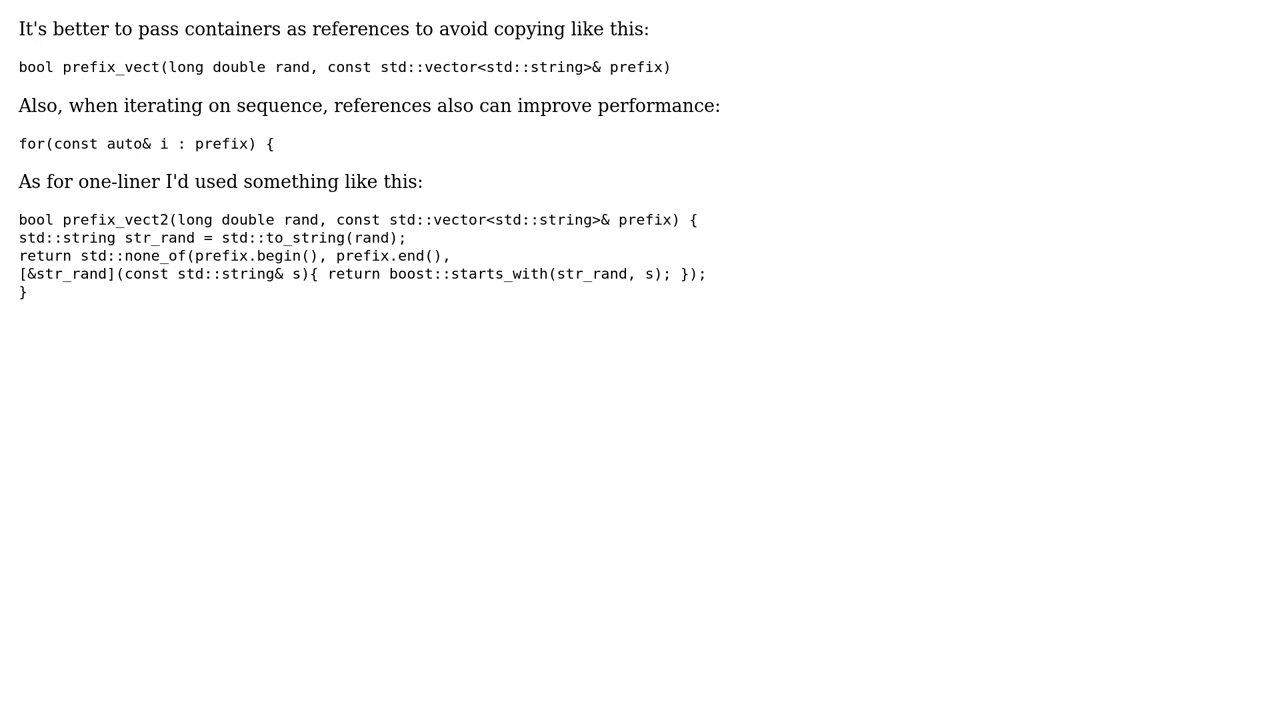 It's better to pass containers as references to avoid copying like this:
bool prefix_vect(long double rand, const std::vector<std::string>& prefix)
Also, when iterating on sequence, references also can improve performance:
for(const auto& i : prefix) {
As for one-liner I'd used something like this:
bool prefix_vect2(long double rand, const std::vector<std::string>& prefix) {
std::string str_rand = std::to_string(rand);
return std::none_of(prefix.begin(), prefix.end(),
[&str_rand](const std::string& s){ return boost::starts_with(str_rand, s); });
}